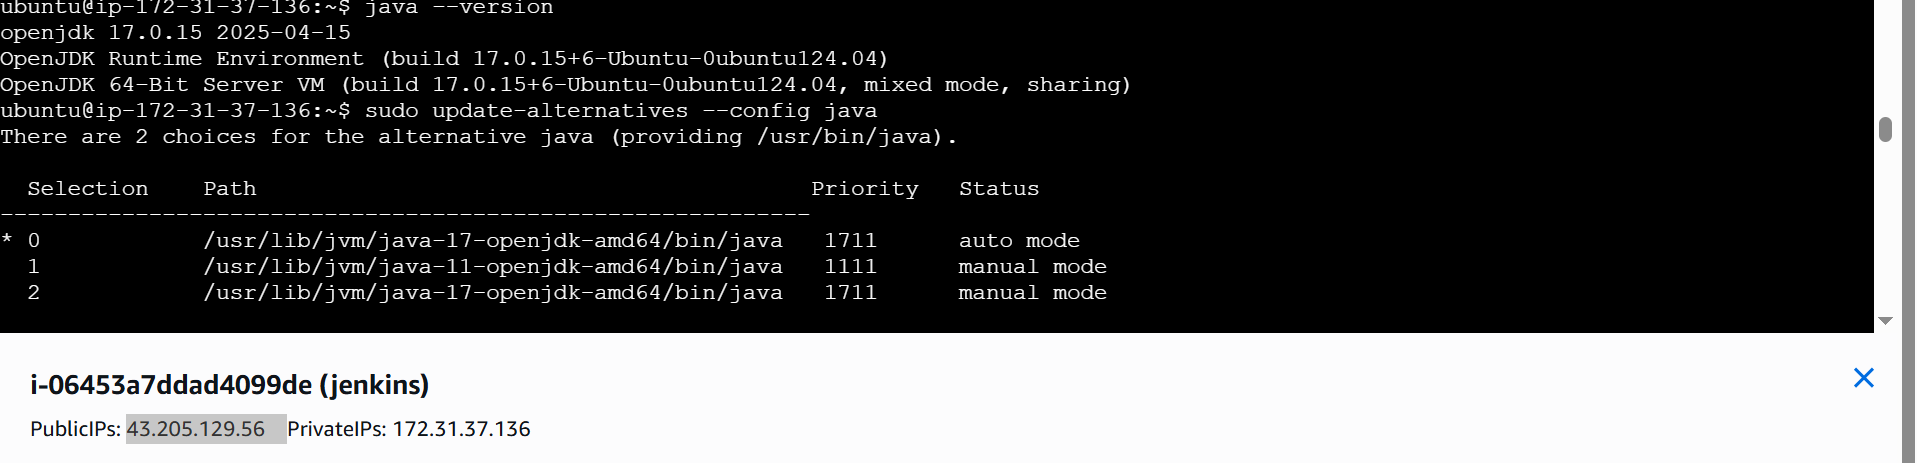 ubuntu@ip-172-31-37-136:~$ java --version
openjdk 17.0.15 2025-04-15
OpenJDK Runtime Environment (build 17.0.15+6-Ubuntu-0ubuntu124.04)
OpenJDK 64-Bit Server VM (build 17.0.15+6-Ubuntu-0ubuntu124.04, mixed mode, sharing)
ubuntu@ip-172-31-37-136:~$ sudo update-alternatives --config java
There are 2 choices for the alternative java (providing /usr/bin/java).
  Selection    Path                                         Priority   Status
------------------------------------------------------------
* 0            /usr/lib/jvm/java-17-openjdk-amd64/bin/java   1711      auto mode
  1            /usr/lib/jvm/java-11-openjdk-amd64/bin/java   1111      manual mode
  2            /usr/lib/jvm/java-17-openjdk-amd64/bin/java   1711      manual mode
i-06453a7ddad4099de (jenkins)
PublicIPs: 43.205.129.56 PrivateIPs: 172.31.37.136